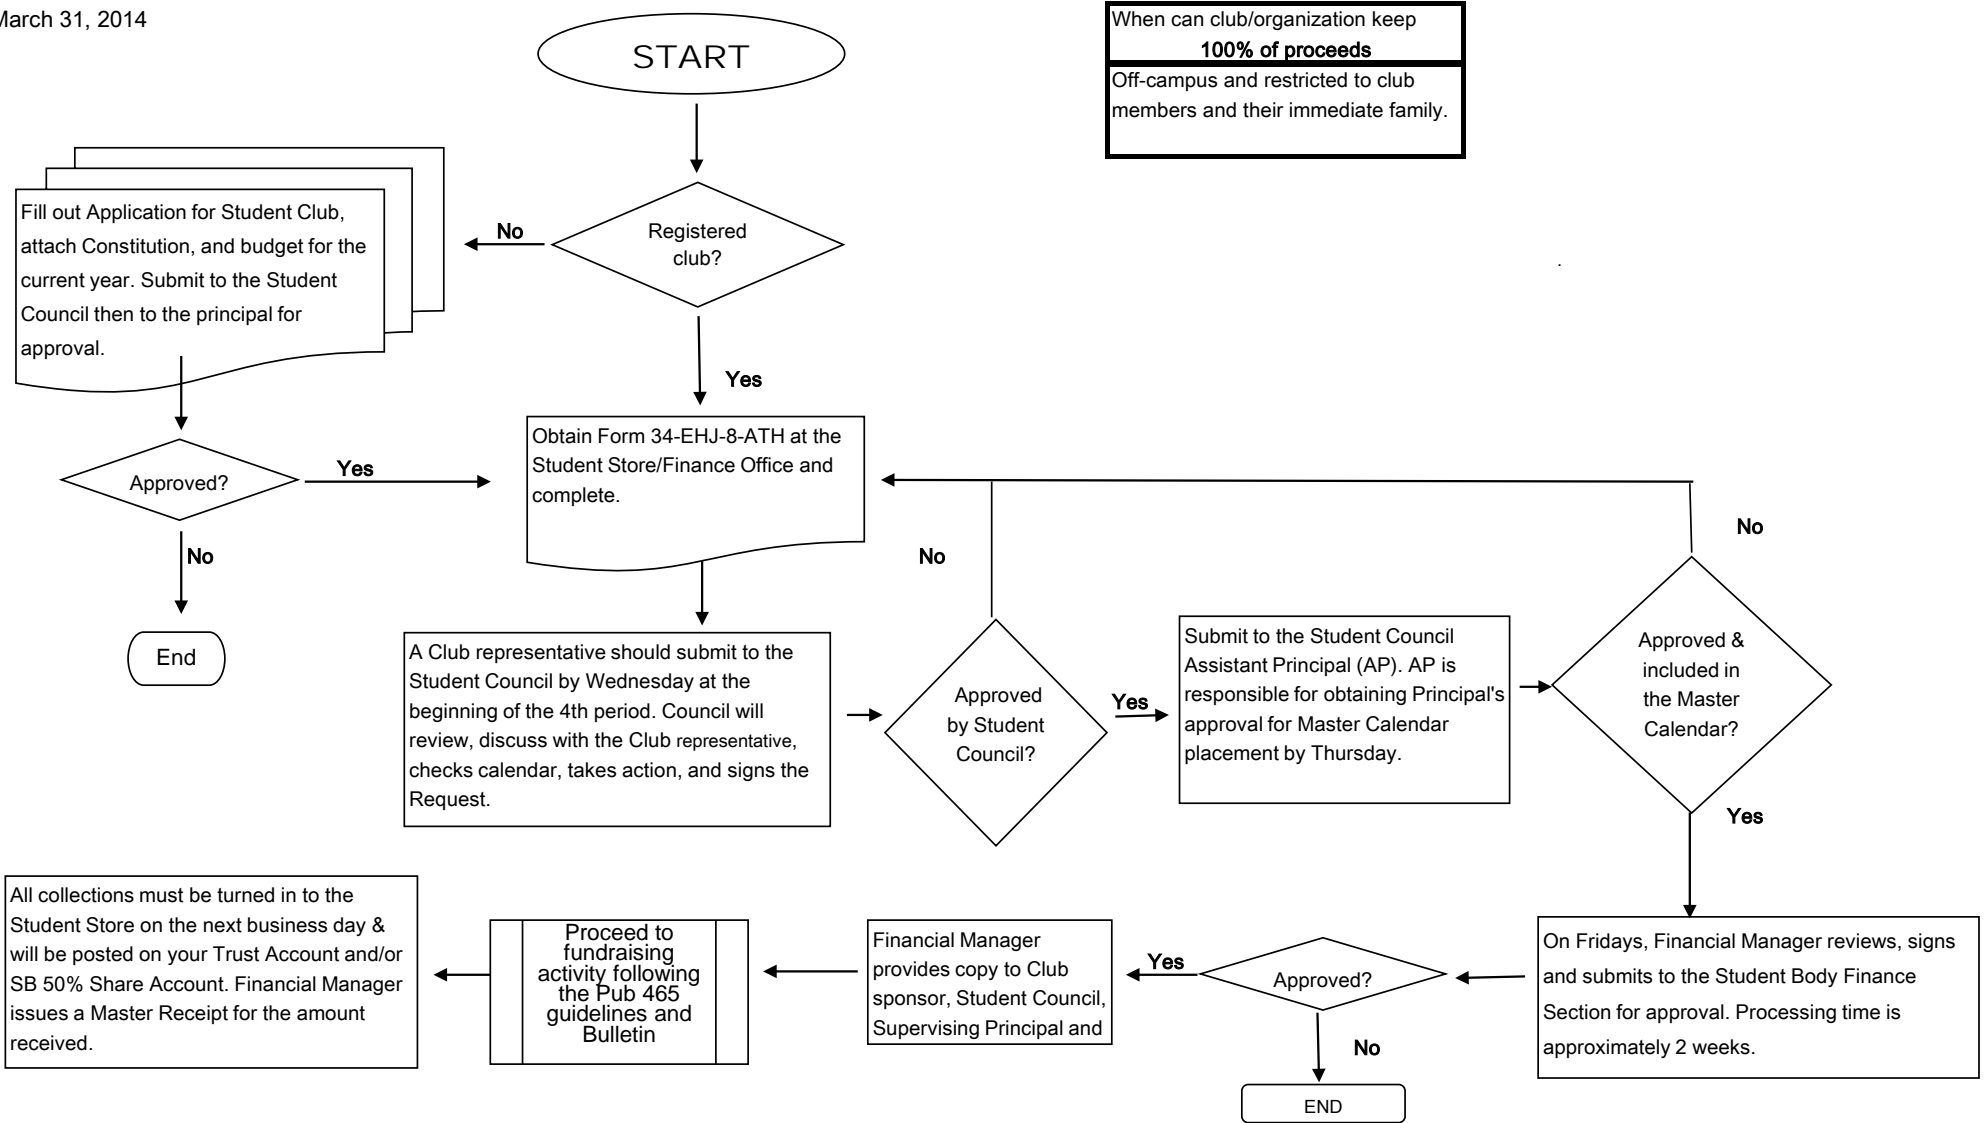 March 31, 2014
START
When can club/organization keep
100% of proceeds
Off-campus and restricted to club
members and their immediate family.
Registered
club?
No
Yes
Fill out Application for Student Club,
attach Constitution, and budget for the
current year. Submit to the Student
Council then to the principal for
approval.
Approved?
Yes
No
End
Obtain Form 34-EHJ-8-ATH at the
Student Store/Finance Office and
complete.
A Club representative should submit to the
Student Council by Wednesday at the
beginning of the 4th period. Council will
review, discuss with the Club representative,
checks calendar, takes action, and signs the
Request.
Approved
by Student
Council?
No
Yes
Submit to the Student Council
Assistant Principal (AP). AP is
responsible for obtaining Principal's
approval for Master Calendar
placement by Thursday.
Approved &
included in
the Master
Calendar?
No
Yes
On Fridays, Financial Manager reviews, signs
and submits to the Student Body Finance
Section for approval. Processing time is
approximately 2 weeks.
Approved?
Yes
No
END
Financial Manager
provides copy to Club
sponsor, Student Council,
Supervising Principal and
Proceed to
fundraising
activity following
the Pub 465
guidelines and
Bulletin
All collections must be turned in to the
Student Store on the next business day &
will be posted on your Trust Account and/or
SB 50% Share Account. Financial Manager
issues a Master Receipt for the amount
received.